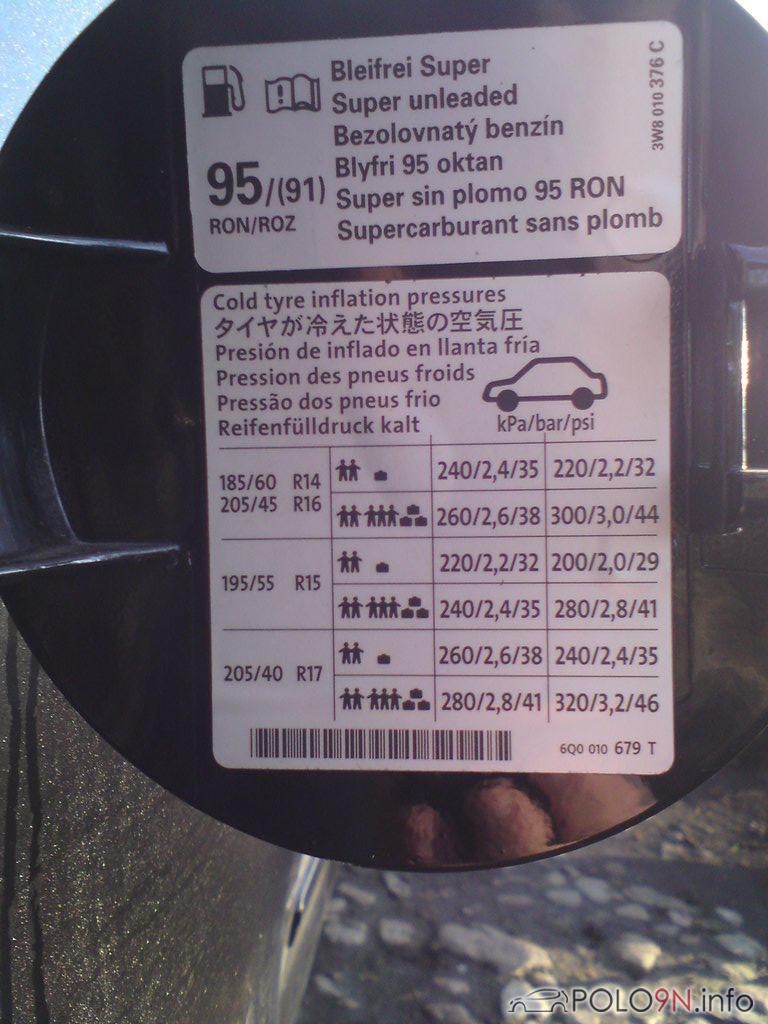 Bleifrei Super
Super unleaded
Bezolovnatý benzín
Blyfri 95 oktan
Super sin plomo 95 RON
Supercarburant sans plomb
95/(91)
RON/ROZ
3W8 010 376 C
Cold tyre inflation pressures
タイヤが冷えた状態の空気圧
Presión de inflado en llanta fría
Pression des pneus froids
Pressão dos pneus frio
Reifenfülldruck kalt
kPa/bar/psi
185/60 R14
205/45 R16
240/2,4/35 220/2,2/32
260/2,6/38 300/3,0/44
195/55 R15
220/2,2/32 200/2,0/29
240/2,4/35 280/2,8/41
205/40 R17
260/2,6/38 240/2,4/35
280/2,8/41 320/3,2/46
6Q0 010 679 T
POLO9N.info